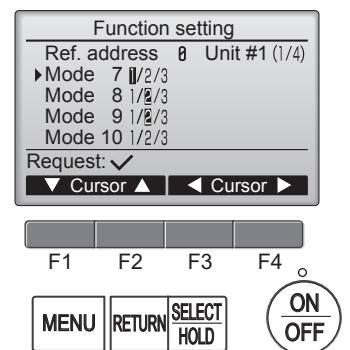 Function setting
Ref. address 0 Unit #1 (1/4)
Mode 7 1/2/3
Mode 8 1/2/3
Mode 9 1/2/3
Mode 10 1/2/3
Request: ✓
▼ Cursor ▲ ◀ Cursor ▶
F1 F2 F3 F4
MENU RETURN SELECT HOLD ON OFF